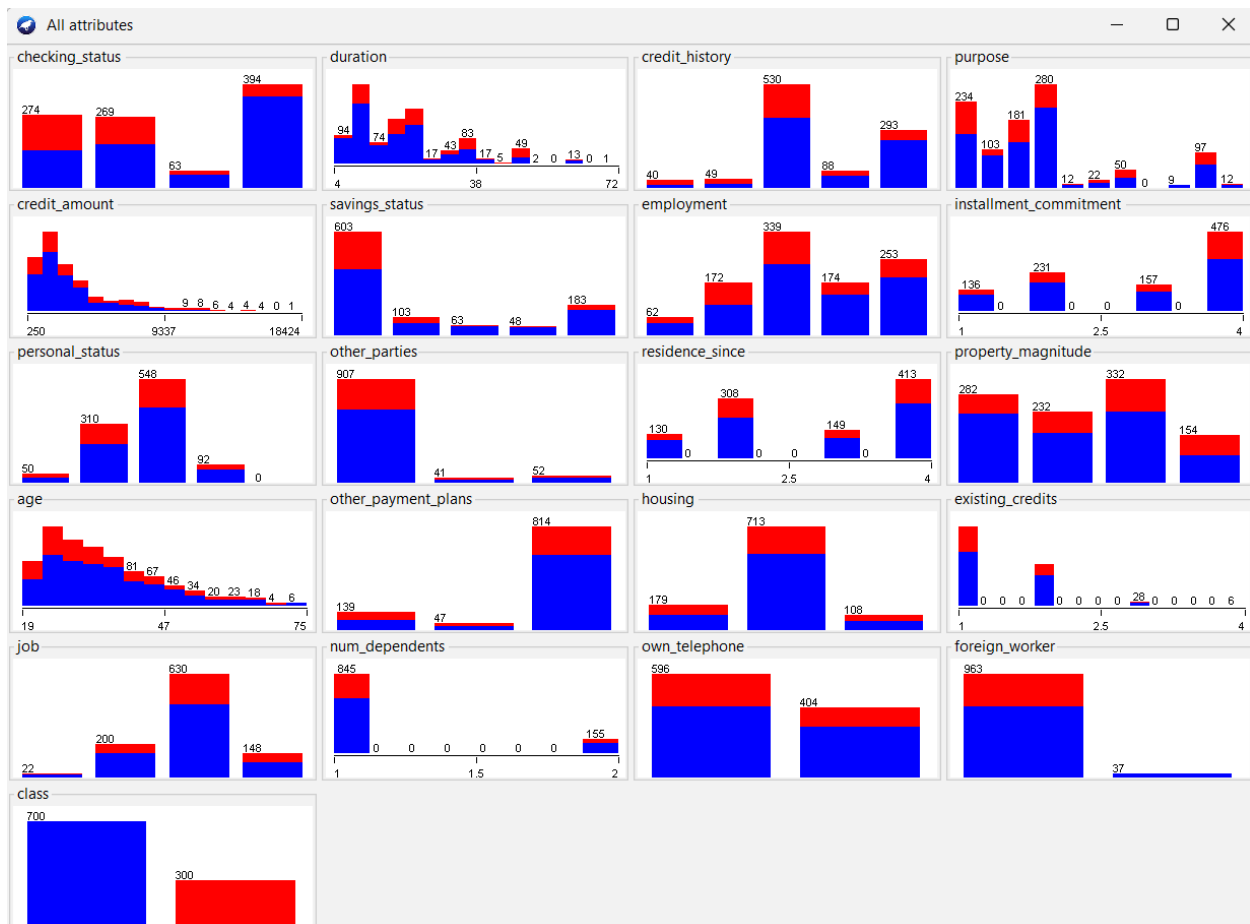 All attributes
checking_status
274 269 63 394
duration
94 74 17 43 83 17 5 49 2 0 13 0 1
4 38 72
credit_history
40 49 530 88 293
purpose
234 103 181 280 12 22 50 0 9 97 12
credit_amount
9 8 6 4 4 4 0 1
250 9337 18424
savings_status
603 103 63 48 183
employment
62 172 339 174 253
installment_commitment
136 0 231 0 0 157 0 476
1 2.5 4
personal_status
50 310 548 92 0
other_parties
907 41 52
residence_since
130 0 308 0 0 149 0 413
1 2.5 4
property_magnitude
282 232 332 154
age
81 67 46 34 20 23 18 4 6
19 47 75
other_payment_plans
139 47 814
housing
179 713 108
existing_credits
0 0 0 0 0 0 0 28 0 0 0 0 6
1 2.5 4
job
22 200 630 148
num_dependents
845 0 0 0 0 0 0 155
1 1.5 2
own_telephone
596 404
foreign_worker
963 37
class
700 300